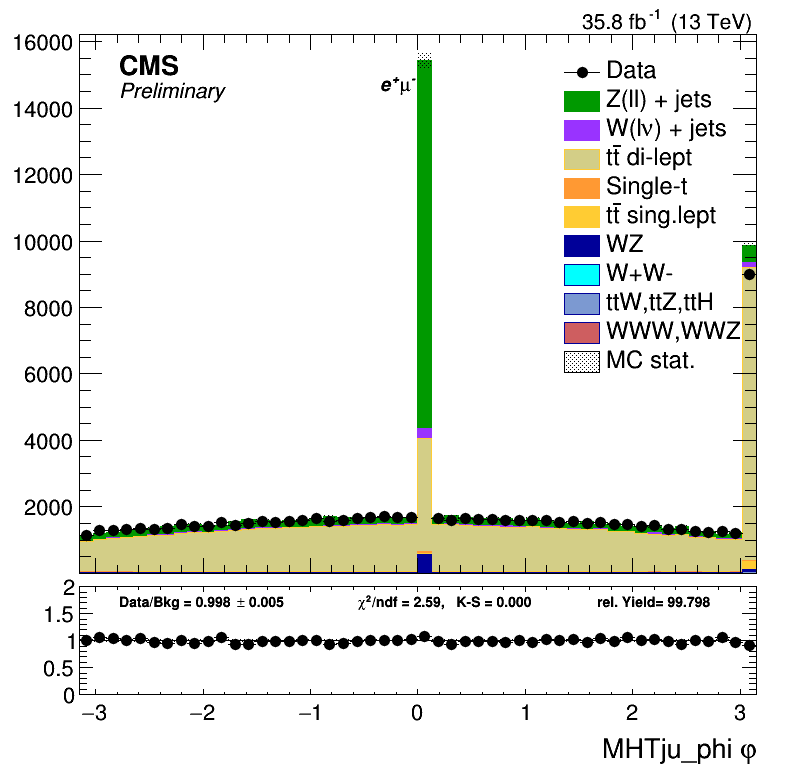 35.8 fb⁻¹ (13 TeV)
CMS
Preliminary
e⁺μ⁻
Data
Z(ll) + jets
W(lν) + jets
tt̄ di-lept
Single-t
tt̄ sing.lept
WZ
W+W-
ttW,ttZ,ttH
WWW,WWZ
MC stat.
16000
14000
12000
10000
8000
6000
4000
2000
Data/Bkg = 0.998 ± 0.005 χ²/ndf = 2.59, K-S = 0.000 rel. Yield= 99.798
2
1.5
1
0.5
0
−3 −2 −1 0 1 2 3
MHTju_phi φ